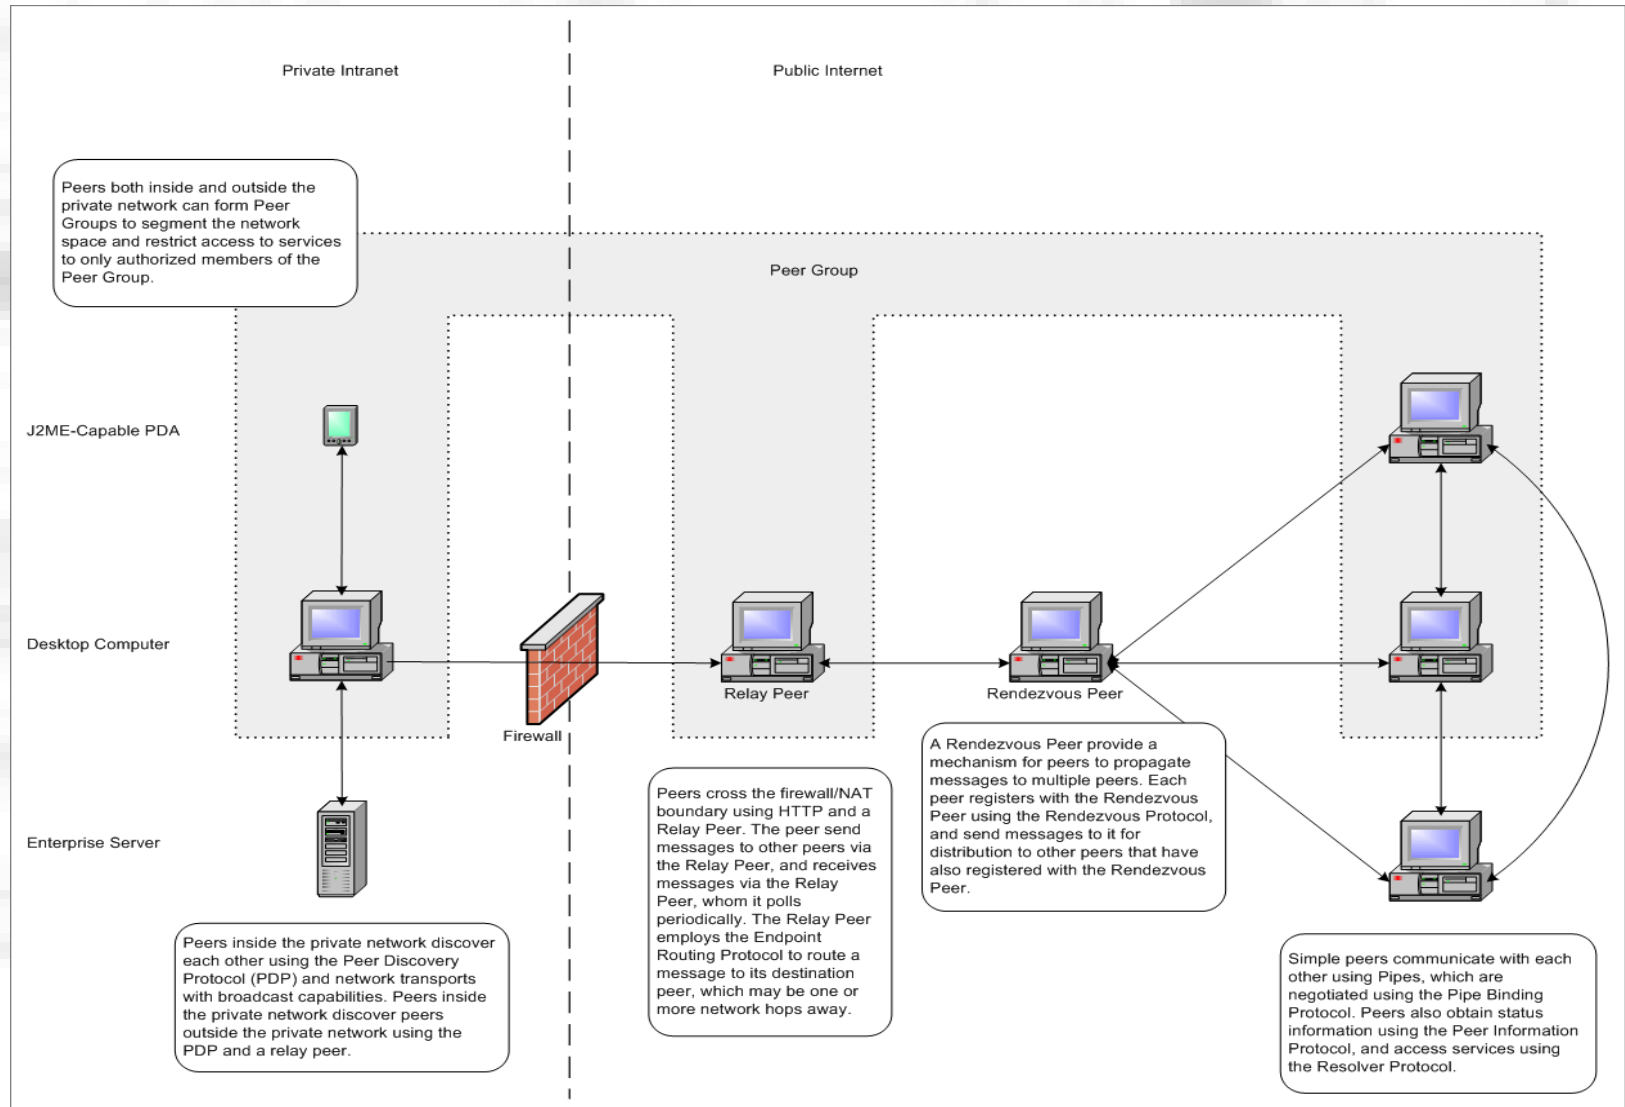 Private Intranet
Public Internet
Peers both inside and outside the
private network can form Peer
Groups to segment the network
space and restrict access to services
to only authorized members of the
Peer Group.
Peer Group
J2ME-Capable PDA
Desktop Computer
Relay Peer
Rendezvous Peer
Firewall
Enterprise Server
Peers inside the private network discover
each other using the Peer Discovery
Protocol (PDP) and network transports
with broadcast capabilities. Peers inside
the private network discover peers
outside the private network using the
PDP and a relay peer.
Peers cross the firewall/NAT
boundary using HTTP and a
Relay Peer. The peer send
messages to other peers via
the Relay Peer, and receives
messages via the Relay
Peer, whom it polls
periodically. The Relay Peer
employs the Endpoint
Routing Protocol to route a
message to its destination
peer, which may be one or
more network hops away.
A Rendezvous Peer provide a
mechanism for peers to propagate
messages to multiple peers. Each
peer registers with the Rendezvous
Peer using the Rendezvous Protocol,
and send messages to it for
distribution to other peers that have
also registered with the Rendezvous
Peer.
Simple peers communicate with each
other using Pipes, which are
negotiated using the Pipe Binding
Protocol. Peers also obtain status
information using the Peer Information
Protocol, and access services using
the Resolver Protocol.